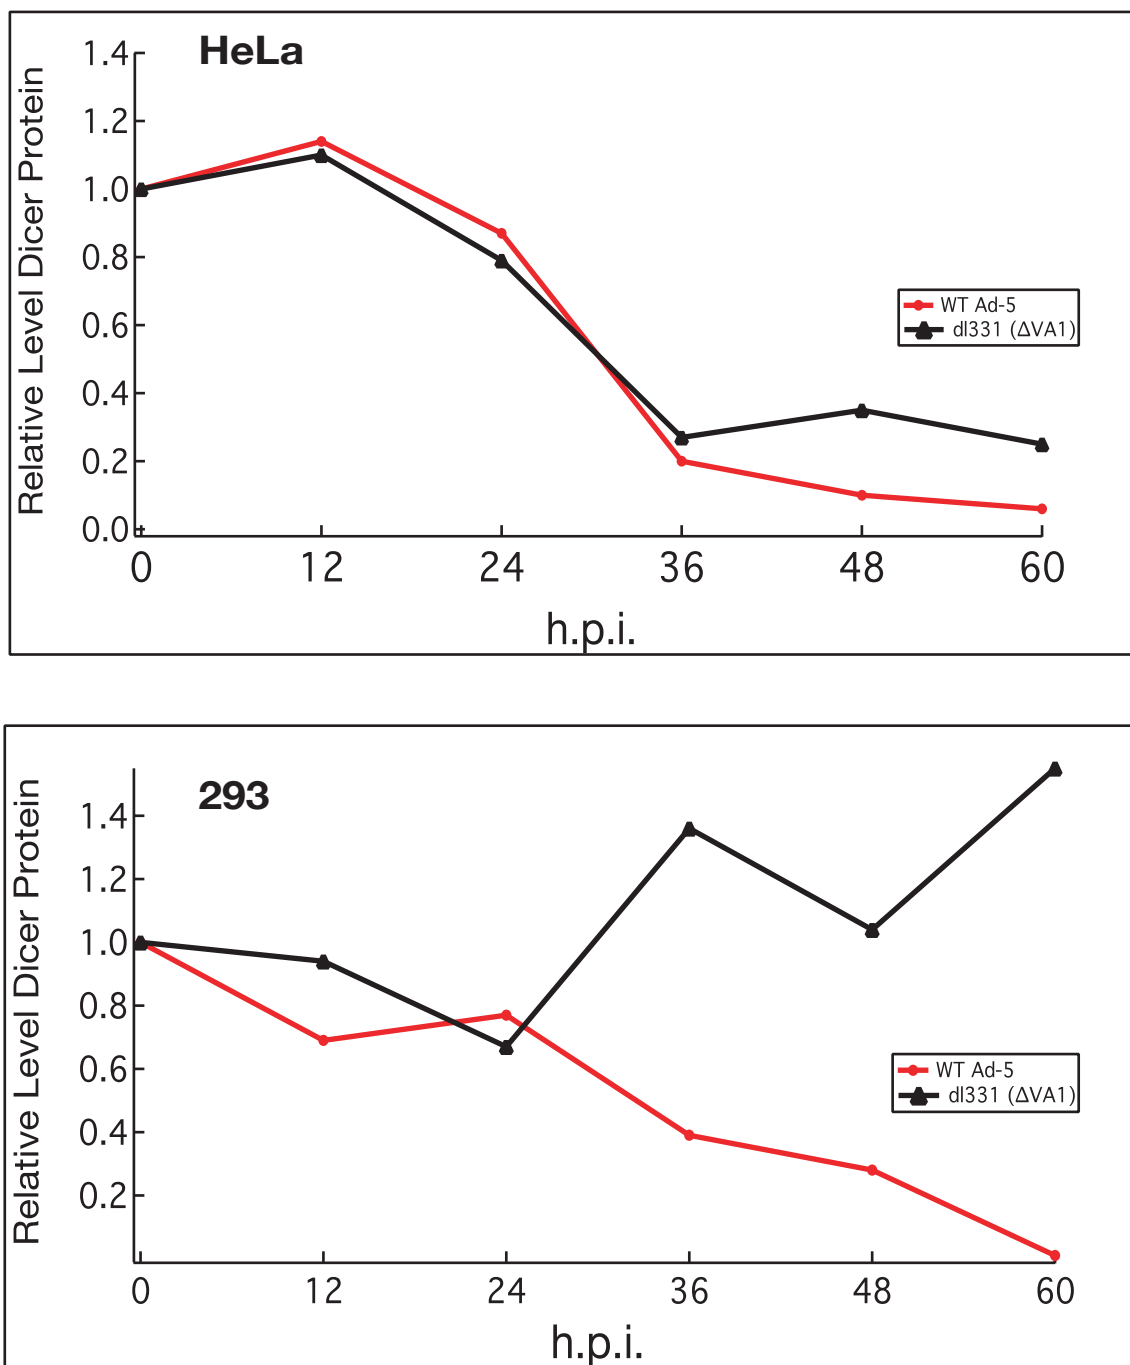 HeLa
Relative Level Dicer Protein
1.4
1.2
1.0
0.8
0.6
0.4
0.2
0.0
WT Ad-5
dl331 (ΔVA1)
0 12 24 36 48 60
h.p.i.
293
Relative Level Dicer Protein
1.4
1.2
1.0
0.8
0.6
0.4
0.2
WT Ad-5
dl331 (ΔVA1)
0 12 24 36 48 60
h.p.i.